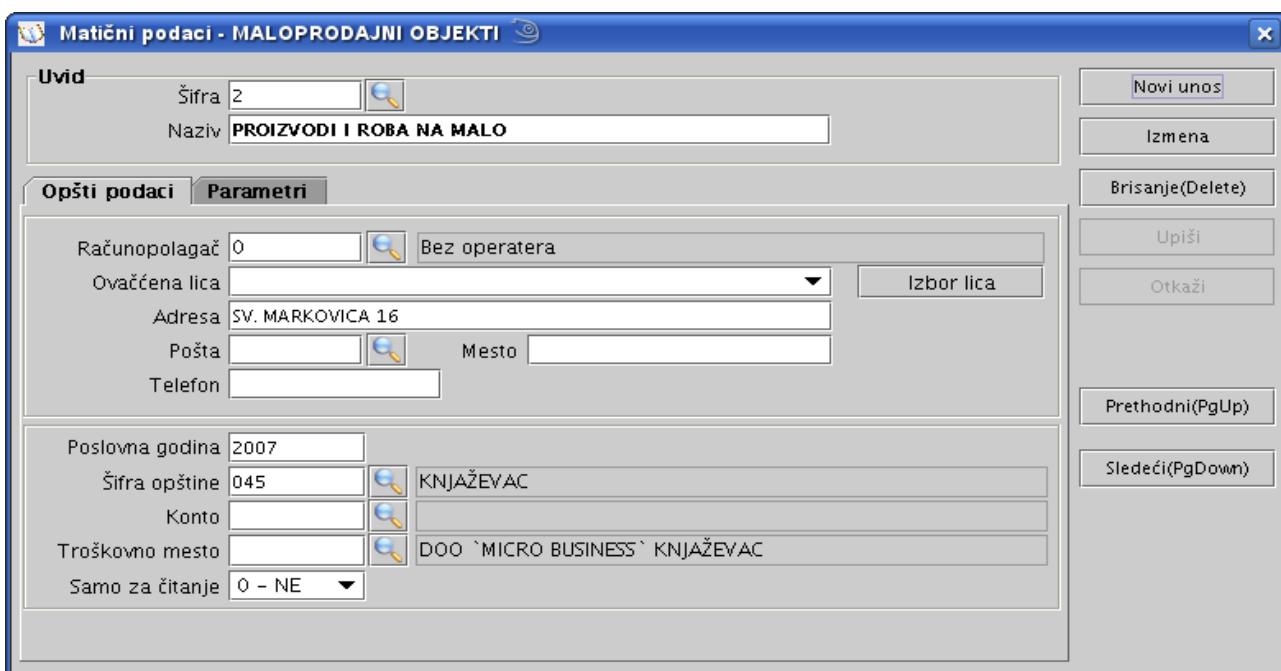 Matični podaci - MALOPRODAJNI OBJEKTI
Uvid
Šifra 2
Naziv PROIZVODI I ROBA NA MALO
Novi unos
Izmena
Brisanje(Delete)
Upiši
Otkaži
Prethodni(PgUp)
Sledeći(PgDown)
Opšti podaci Parametri
Računopolagač 0 Bez operatera
Ovaččena lica Izbor lica
Adresa SV. MARKOVICA 16
Pošta Mesto
Telefon
Poslovna godina 2007
Šifra opštine 045 KNJAŽEVAC
Konto
Troškovno mesto DOO `MICRO BUSINESS` KNJAŽEVAC
Samo za čitanje 0 - NE